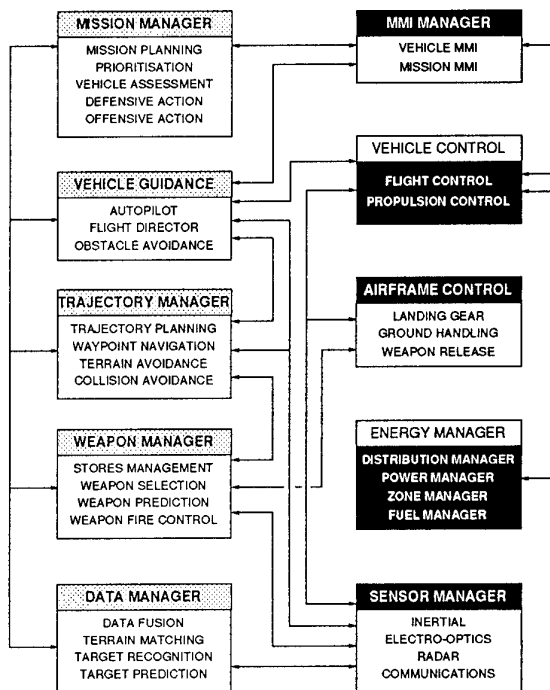 MISSION MANAGER
MISSION PLANNING
PRIORITISATION
VEHICLE ASSESSMENT
DEFENSIVE ACTION
OFFENSIVE ACTION
VEHICLE GUIDANCE
AUTOPILOT
FLIGHT DIRECTOR
OBSTACLE AVOIDANCE
TRAJECTORY MANAGER
TRAJECTORY PLANNING
WAYPOINT NAVIGATION
TERRAIN AVOIDANCE
COLLISION AVOIDANCE
WEAPON MANAGER
STORES MANAGEMENT
WEAPON SELECTION
WEAPON PREDICTION
WEAPON FIRE CONTROL
DATA MANAGER
DATA FUSION
TERRAIN MATCHING
TARGET RECOGNITION
TARGET PREDICTION
MMI MANAGER
VEHICLE MMI
MISSION MMI
VEHICLE CONTROL
FLIGHT CONTROL
PROPULSION CONTROL
AIRFRAME CONTROL
LANDING GEAR
GROUND HANDLING
WEAPON RELEASE
ENERGY MANAGER
DISTRIBUTION MANAGER
POWER MANAGER
ZONE MANAGER
FUEL MANAGER
SENSOR MANAGER
INERTIAL
ELECTRO-OPTICS
RADAR
COMMUNICATIONS